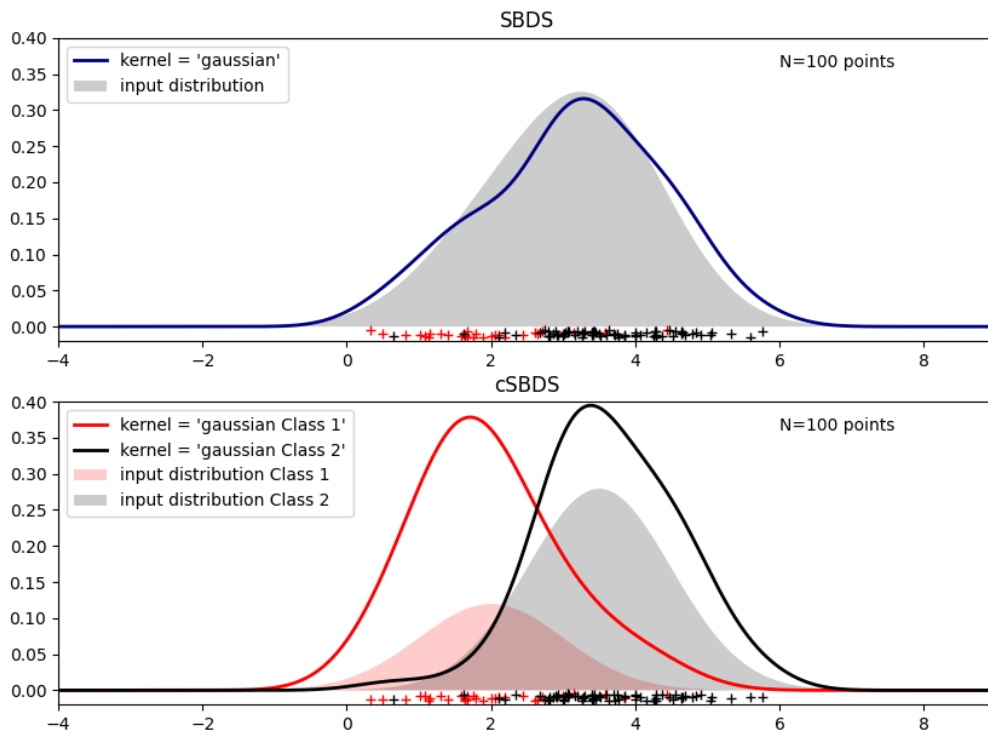 SBDS
0.40
kernel = 'gaussian'
input distribution
N=100 points
0.35
0.30
0.25
0.20
0.15
0.10
0.05
0.00
−4 −2 0 2 4 6 8
cSBDS
0.40
kernel = 'gaussian Class 1'
kernel = 'gaussian Class 2'
input distribution Class 1
input distribution Class 2
N=100 points
0.35
0.30
0.25
0.20
0.15
0.10
0.05
0.00
−4 −2 0 2 4 6 8